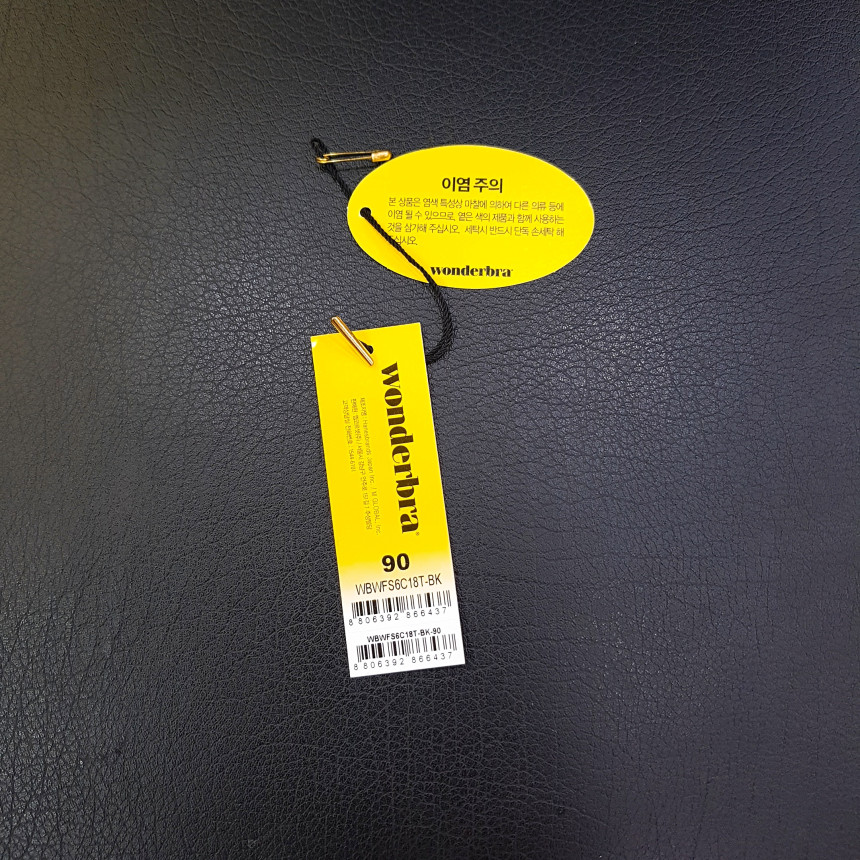 이염 주의
본 상품은 염색 특성상 마찰에 의하여 다른 의류 등에
이염 될 수 있으므로, 옅은 색의 제품과 함께 사용하는
것을 삼가해 주십시오. 세탁시 반드시 단독 손세탁 해
주십시오.
wonderbra
wonderbra
90
WBWFS6C18T-BK
8 806392 866437
WBWFS6C18T-BK-90
8 806392 866437